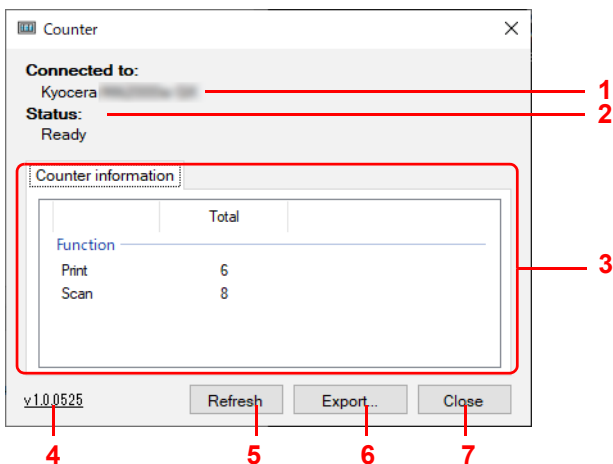 Counter
Connected to:
Kyocera
1
Status:
2
Ready
Counter information
Total
Function
Print 6
Scan 8
3
v1.0.0525 Refresh Export... Close
4 5 6 7